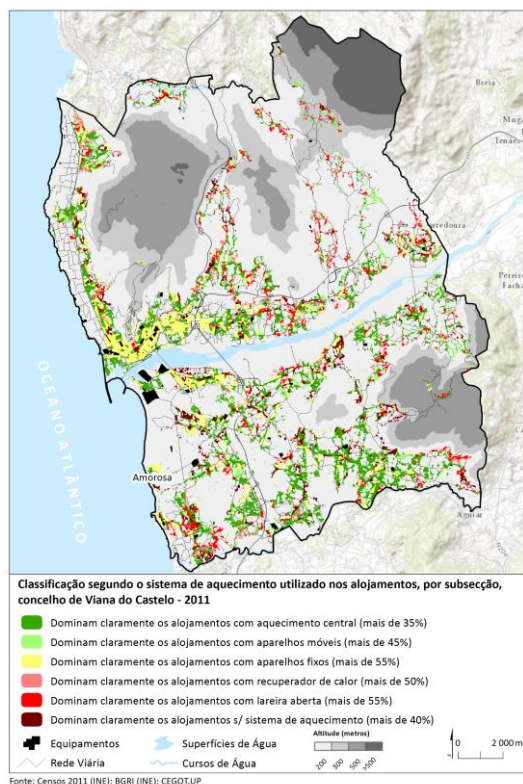 Breia
Pereiro
Facha
OCEANO ATLÂNTICO
Amorosa
Aguiar
Classificação segundo o sistema de aquecimento utilizado nos alojamentos, por subsecção,
concelho de Viana do Castelo - 2011
Dominam claramente os alojamentos com aquecimento central (mais de 35%)
Dominam claramente os alojamentos com aparelhos móveis (mais de 45%)
Dominam claramente os alojamentos com aparelhos fixos (mais de 55%)
Dominam claramente os alojamentos com recuperador de calor (mais de 50%)
Dominam claramente os alojamentos com lareira aberta (mais de 55%)
Dominam claramente os alojamentos s/ sistema de aquecimento (mais de 40%)
Equipamentos
Superfícies de Água
Altitude (metros)
Rede Viária
Cursos de Água
200
300
500
>500
0
2 000 m
Fonte: Censos 2011 (INE); BGRI (INE); CEGOT.UP